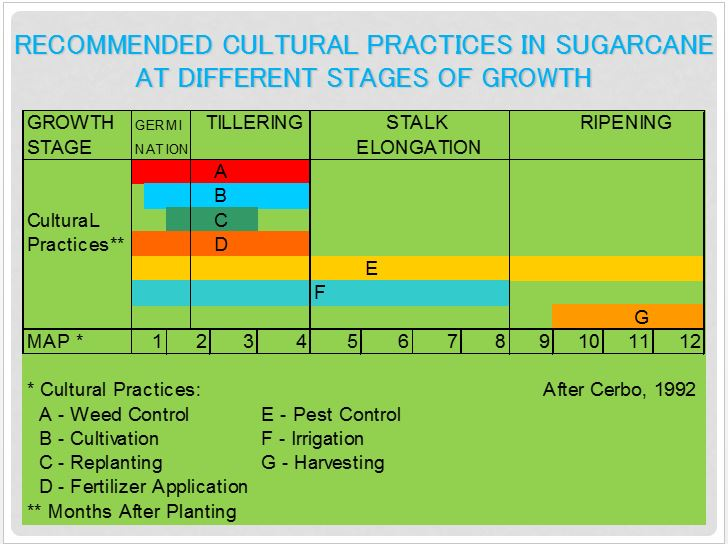 RECOMMENDED CULTURAL PRACTICES IN SUGARCANE
AT DIFFERENT STAGES OF GROWTH
GROWTH GERMI TILLERING STALK RIPENING
STAGE NATION ELONGATION
A
B
CulturaL C
Practices** D
E
F
G
MAP * 1 2 3 4 5 6 7 8 9 10 11 12
* Cultural Practices: After Cerbo, 1992
A - Weed Control E - Pest Control
B - Cultivation F - Irrigation
C - Replanting G - Harvesting
D - Fertilizer Application
** Months After Planting